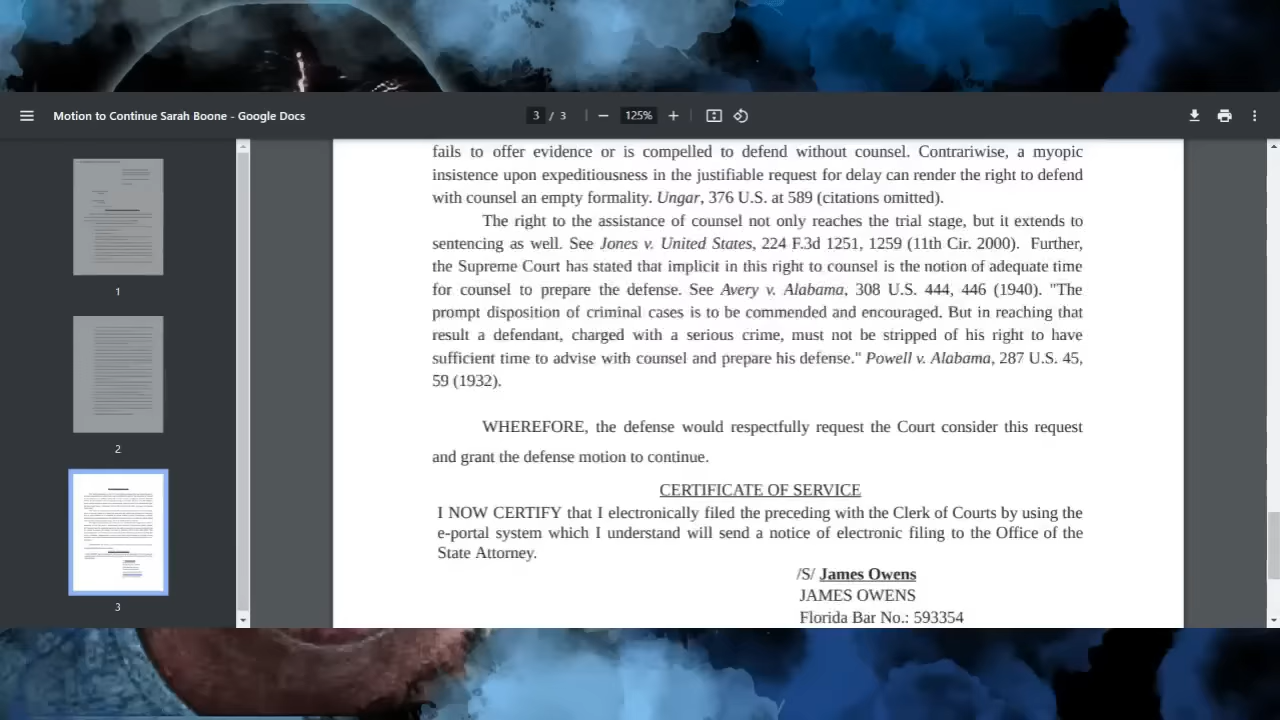 Motion to Continue Sarah Boone - Google Docs
3 / 3
125%
1
2
3
fails to offer evidence or is compelled to defend without counsel. Contrariwise, a myopic
insistence upon expeditiousness in the justifiable request for delay can render the right to defend
with counsel an empty formality. Ungar, 376 U.S. at 589 (citations omitted).
The right to the assistance of counsel not only reaches the trial stage, but it extends to
sentencing as well. See Jones v. United States, 224 F.3d 1251, 1259 (11th Cir. 2000). Further,
the Supreme Court has stated that implicit in this right to counsel is the notion of adequate time
for counsel to prepare the defense. See Avery v. Alabama, 308 U.S. 444, 446 (1940). "The
prompt disposition of criminal cases is to be commended and encouraged. But in reaching that
result a defendant, charged with a serious crime, must not be stripped of his right to have
sufficient time to advise with counsel and prepare his defense." Powell v. Alabama, 287 U.S. 45,
59 (1932).
WHEREFORE, the defense would respectfully request the Court consider this request
and grant the defense motion to continue.
CERTIFICATE OF SERVICE
I NOW CERTIFY that I electronically filed the preceding with the Clerk of Courts by using the
e-portal system which I understand will send a notice of electronic filing to the Office of the
State Attorney.
/S/ James Owens
JAMES OWENS
Florida Bar No.: 593354